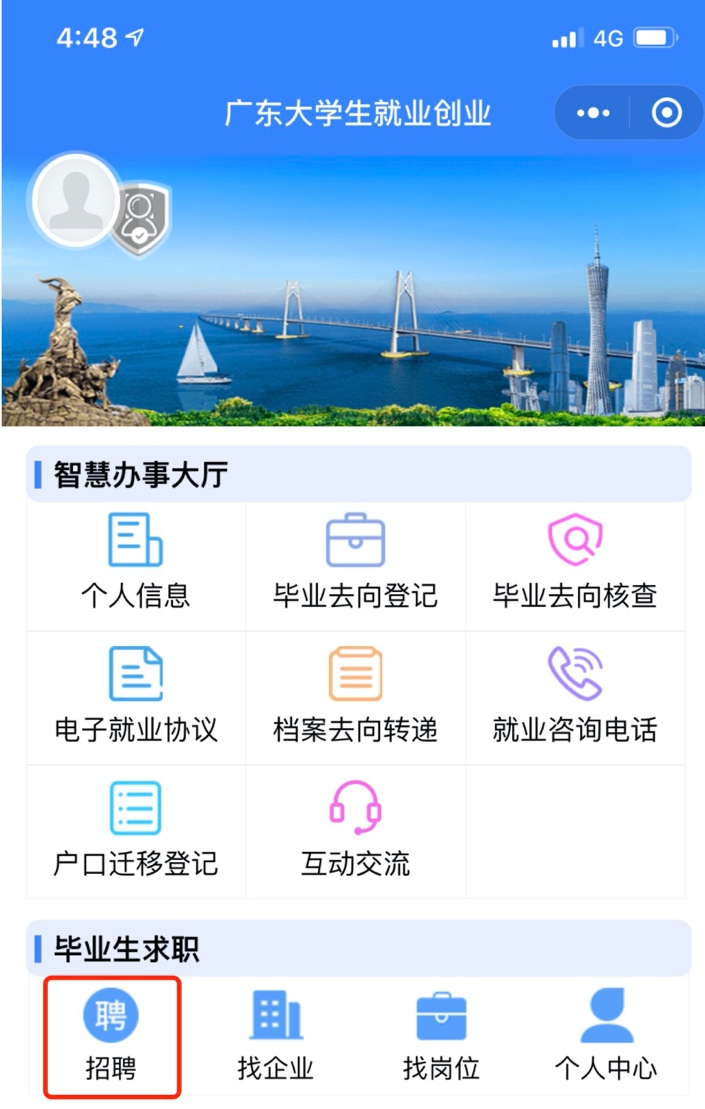 4:48
4G
广东大学生就业创业
智慧办事大厅
个人信息 毕业去向登记 毕业去向核查
电子就业协议 档案去向转递 就业咨询电话
户口迁移登记 互动交流
毕业生求职
聘
招聘 找企业 找岗位 个人中心